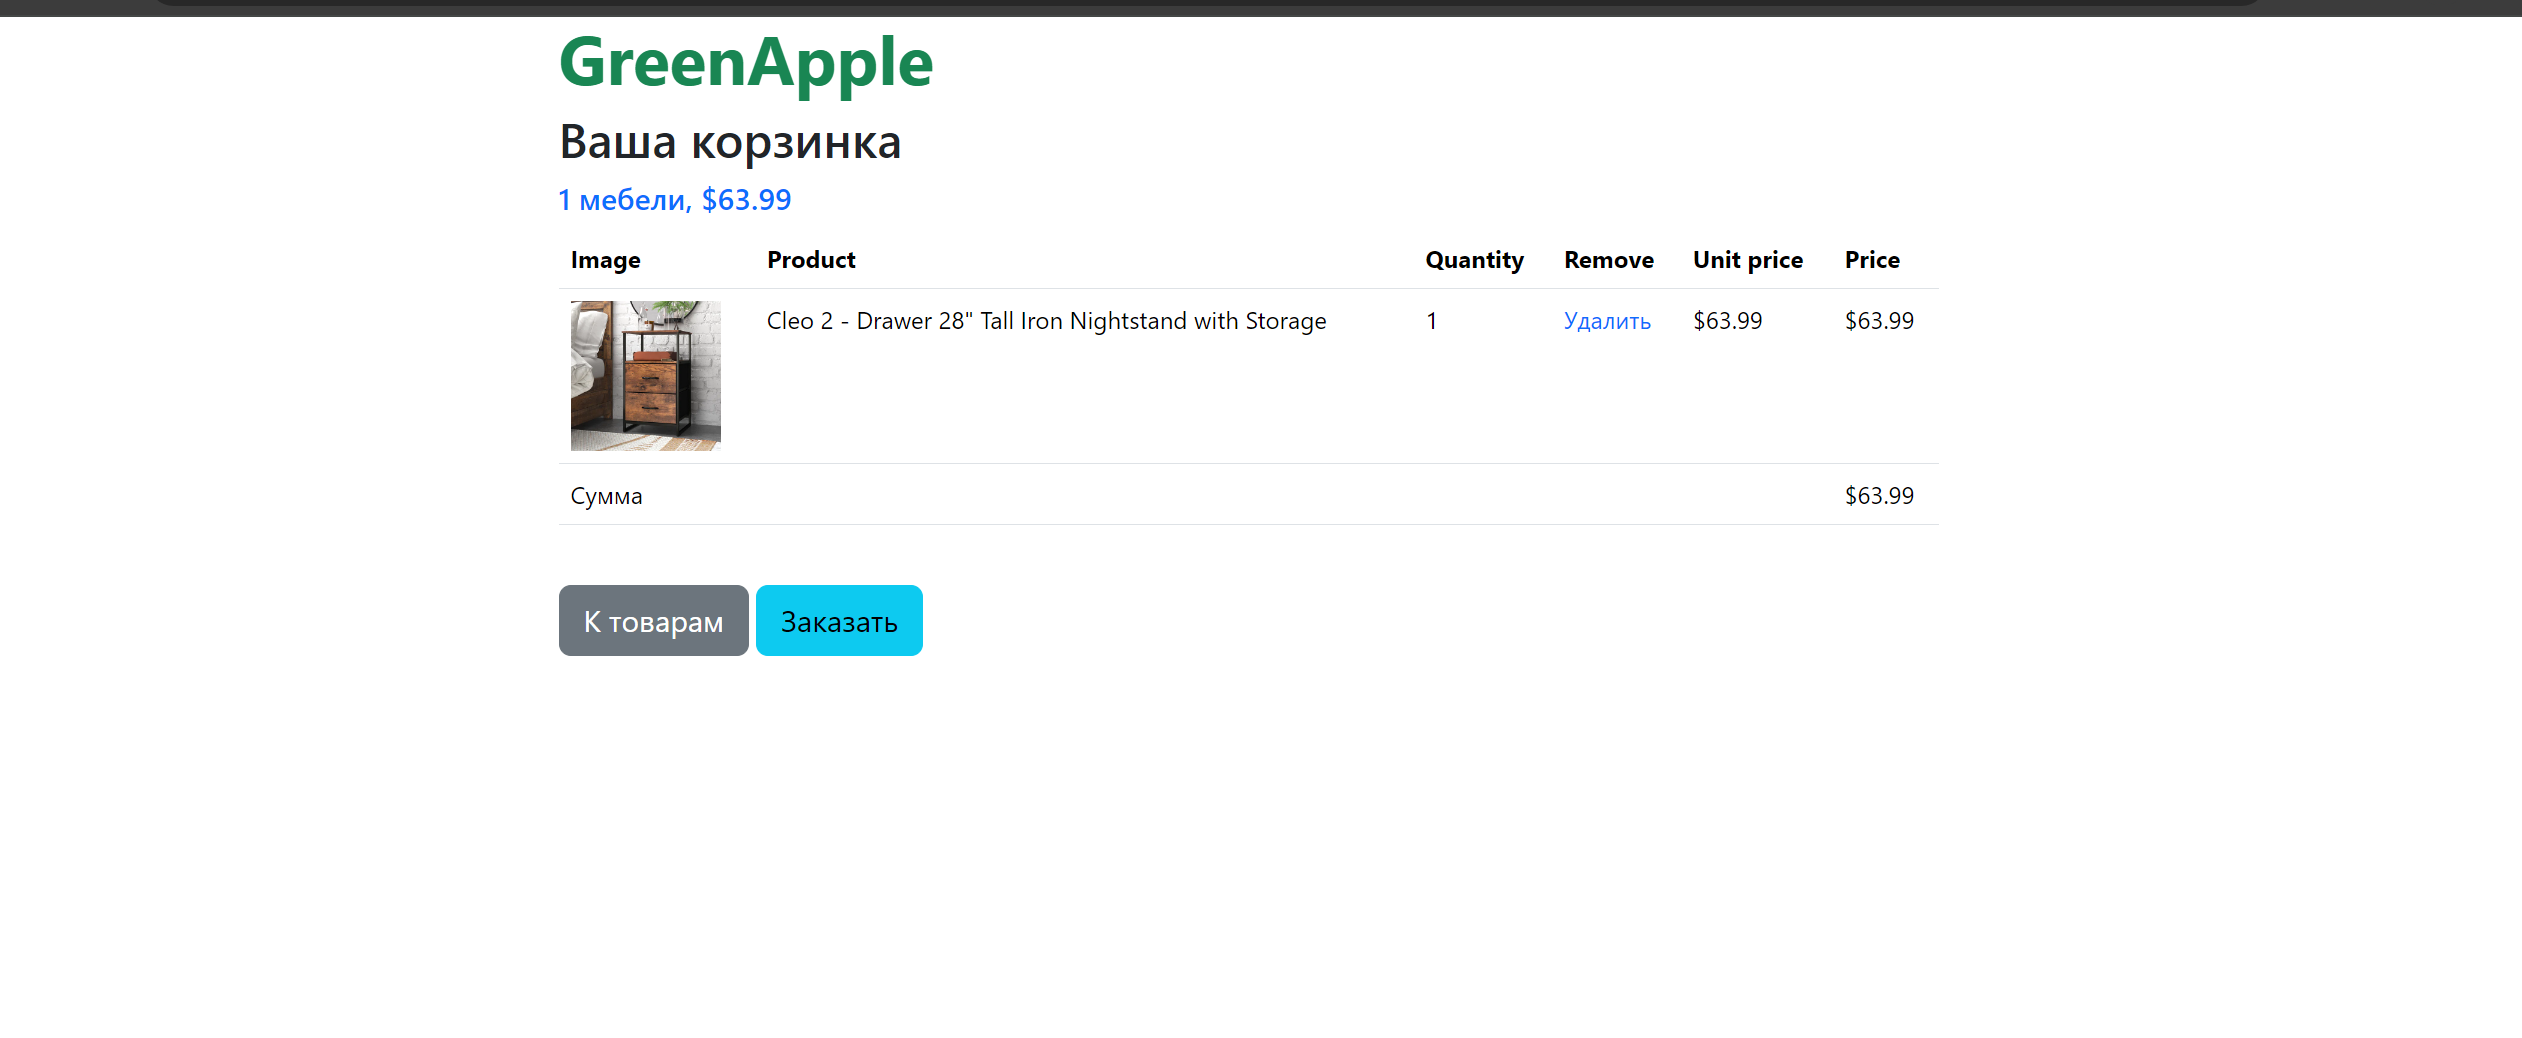 GreenApple
Ваша корзинка
1 мебели, $63.99
Image Product Quantity Remove Unit price Price
Cleo 2 - Drawer 28" Tall Iron Nightstand with Storage 1 Удалить $63.99 $63.99
Сумма $63.99
К товарам Заказать